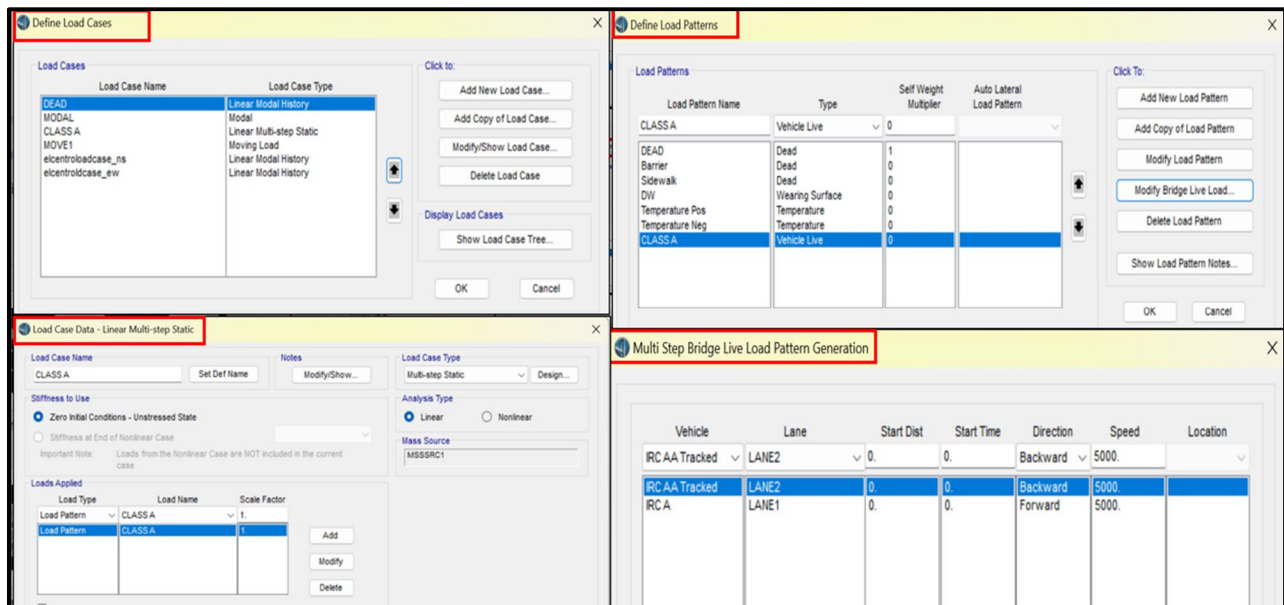 Define Load Cases
Load Cases
Click to:
Load Case Name Load Case Type
DEAD Linear Modal History
MODAL Modal
CLASS A Linear Multi-step Static
MOVE1 Moving Load
elcentroloadcase_ns Linear Modal History
elcentroldcase_ew Linear Modal History
Add New Load Case...
Add Copy of Load Case...
Modify/Show Load Case...
Delete Load Case
Display Load Cases
Show Load Case Tree...
OK Cancel
Define Load Patterns
Load Patterns
Click To:
Load Pattern Name Type Self Weight Multiplier Auto Lateral Load Pattern
CLASS A Vehicle Live 0
DEAD Dead 1
Barrier Dead 0
Sidewalk Dead 0
DW Wearing Surface 0
Temperature Pos Temperature 0
Temperature Neg Temperature 0
CLASS A Vehicle Live 0
Add New Load Pattern
Add Copy of Load Pattern
Modify Load Pattern
Modify Bridge Live Load...
Delete Load Pattern
Show Load Pattern Notes...
OK Cancel
Load Case Data - Linear Multi-step Static
Load Case Name Notes Load Case Type
CLASS A Set Def Name Modify/Show... Multi-step Static Design...
Stiffness to Use Analysis Type
Zero Initial Conditions - Unstressed State Linear Nonlinear
Stiffness at End of Nonlinear Case
Mass Source
Important Note: Loads from the Nonlinear Case are NOT included in the current case
MSSSRC1
Loads Applied
Load Type Load Name Scale Factor
Load Pattern CLASS A 1.
Load Pattern CLASS A 1.
Add
Modify
Delete
Multi Step Bridge Live Load Pattern Generation
Vehicle Lane Start Dist Start Time Direction Speed Location
IRC AA Tracked LANE2 0. 0. Backward 5000.
IRC AA Tracked LANE2 0. 0. Backward 5000.
IRC A LANE1 0. 0. Forward 5000.